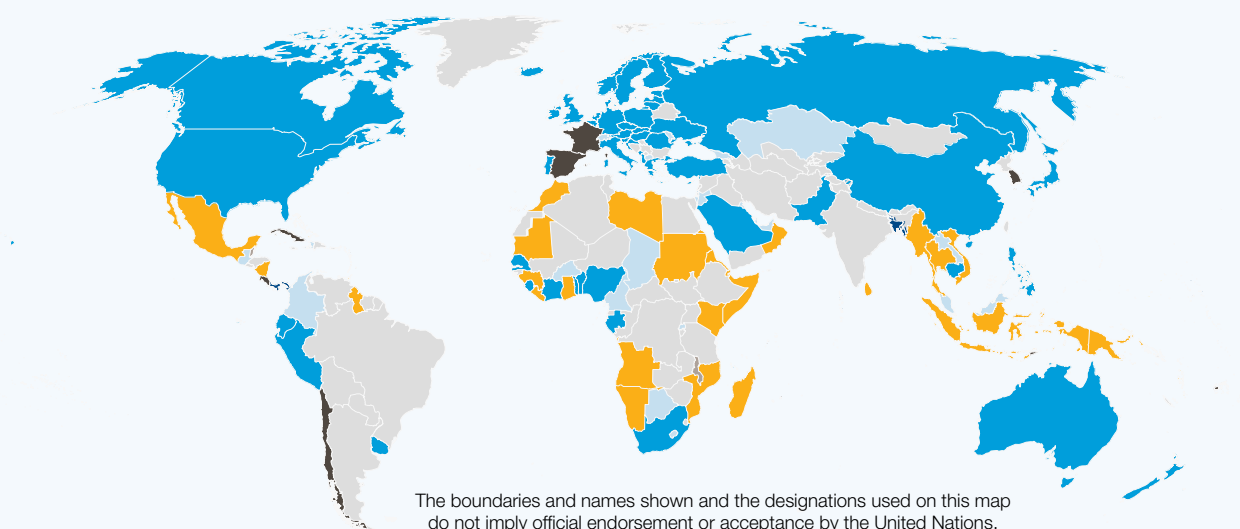 The boundaries and names shown and the designations used on this map
do not imply official endorsement or acceptance by the United Nations.